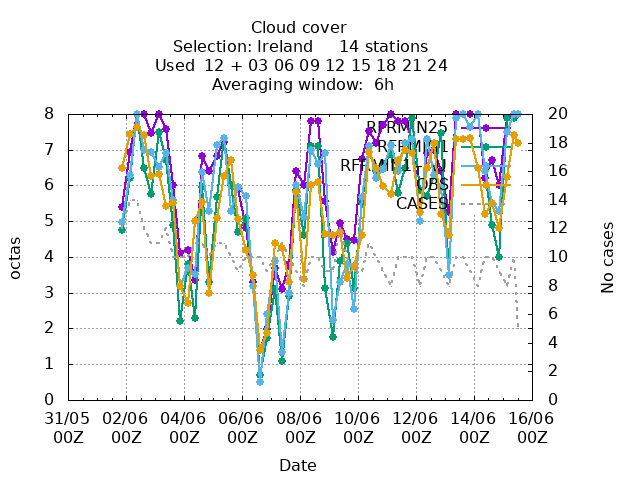 Cloud cover
Selection: Ireland 14 stations
Used 12 + 03 06 09 12 15 18 21 24
Averaging window: 6h
8 20
RFRMIN25
18
7
16
6
OBS
14
CASES
5
12
4 10
8
3
6
2
4
1
2
0 0
octas
No cases
31/05 02/06 04/06 06/06 08/06 10/06 12/06 14/06 16/06
00Z 00Z 00Z 00Z 00Z 00Z 00Z 00Z 00Z
Date